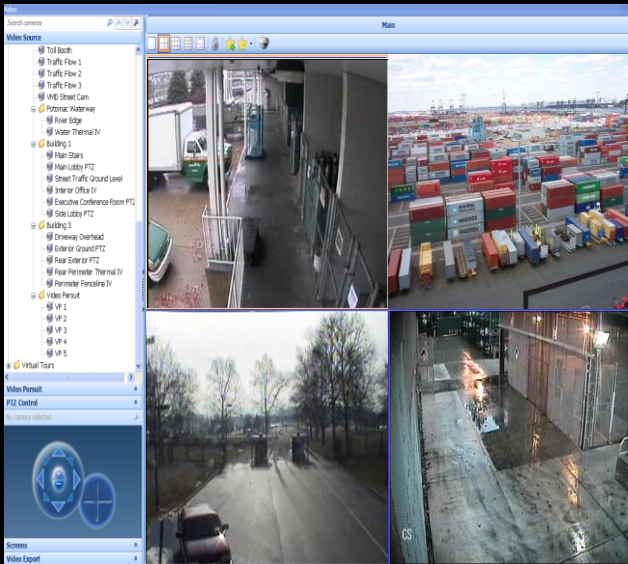 Video
Main
Search cameras
Video Source
Toll Booth
Traffic Flow 1
Traffic Flow 2
Traffic Flow 3
VMD Street Cam
Potomac Waterway
River Edge
Water Thermal IV
Building 1
Main Stairs
Main Lobby PTZ
Street Traffic Ground Level
Interior Office IV
Executive Conference Room PTZ
Side Lobby PTZ
Building 3
Driveway Overhead
Exterior Ground PTZ
Rear Exterior PTZ
Rear Perimeter Thermal IV
Perimeter Fenceline IV
Video Persuit
VP 1
VP 2
VP 3
VP 4
VP 5
Virtual Tours
Video Pursuit
PTZ Control
No camera selected
Screens
Video Export
CS